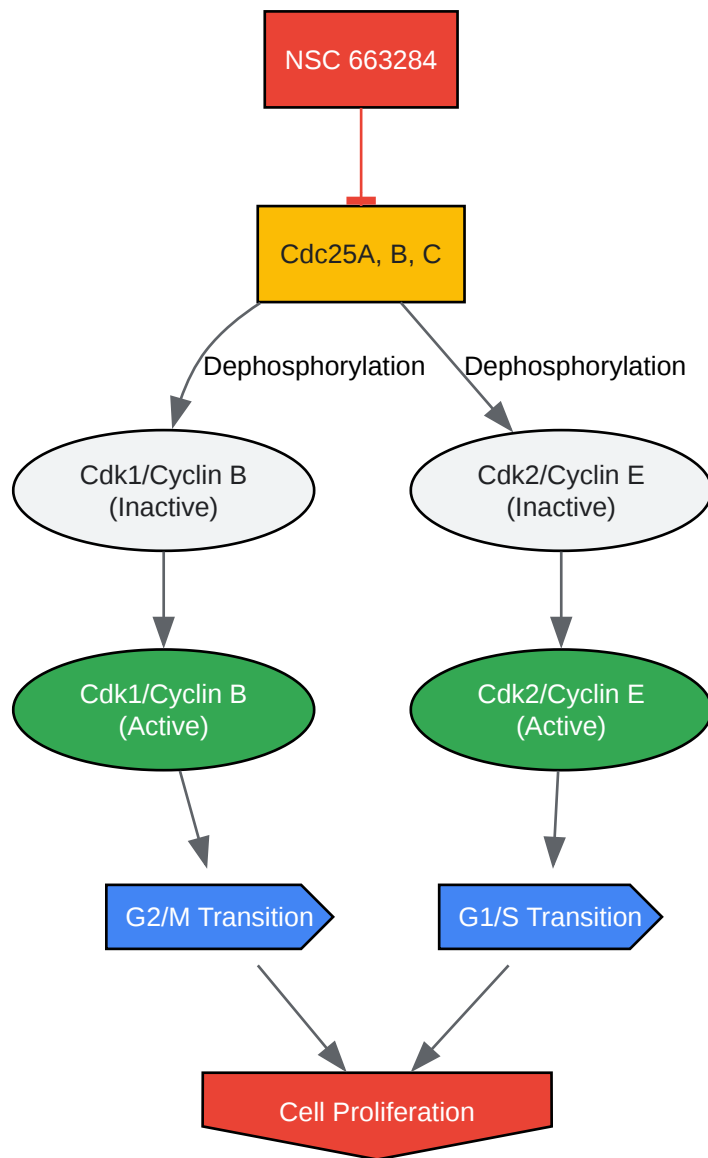 NSC 663284
Cdc25A, B, C
Dephosphorylation
Dephosphorylation
Cdk1/Cyclin B
(Inactive)
Cdk2/Cyclin E
(Inactive)
Cdk1/Cyclin B
(Active)
Cdk2/Cyclin E
(Active)
G2/M Transition
G1/S Transition
Cell Proliferation